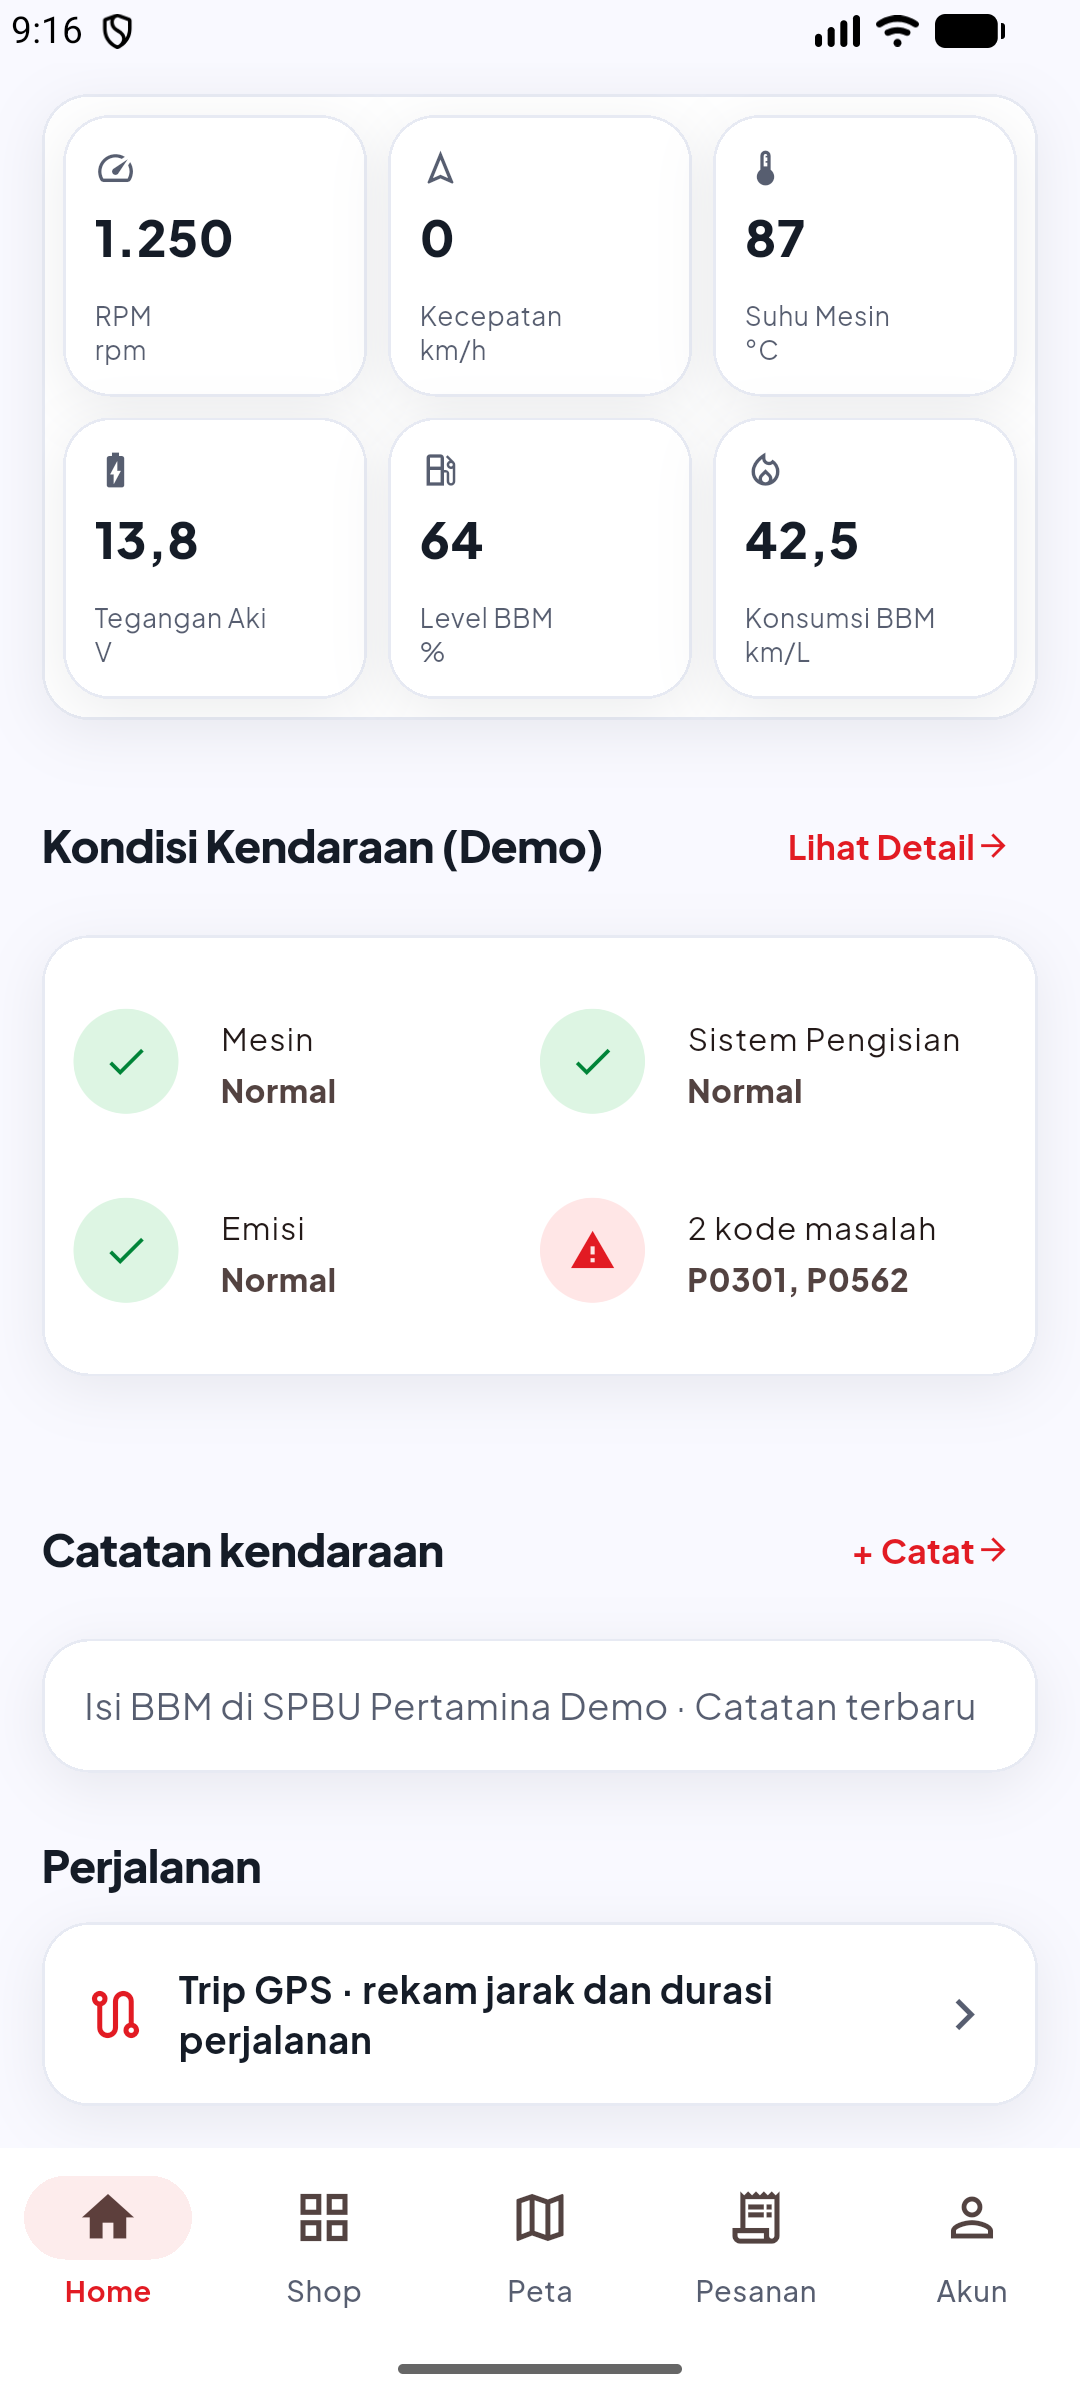 9:16
1.250
RPM
rpm
0
Kecepatan
km/h
87
Suhu Mesin
°C
13,8
Tegangan Aki
V
64
Level BBM
%
42,5
Konsumsi BBM
km/L
Kondisi Kendaraan (Demo)
Lihat Detail
Mesin
Normal
Sistem Pengisian
Normal
Emisi
Normal
2 kode masalah
P0301, P0562
Catatan kendaraan
+ Catat
Isi BBM di SPBU Pertamina Demo · Catatan terbaru
Perjalanan
Trip GPS · rekam jarak dan durasi
perjalanan
Home
Shop
Peta
Pesanan
Akun